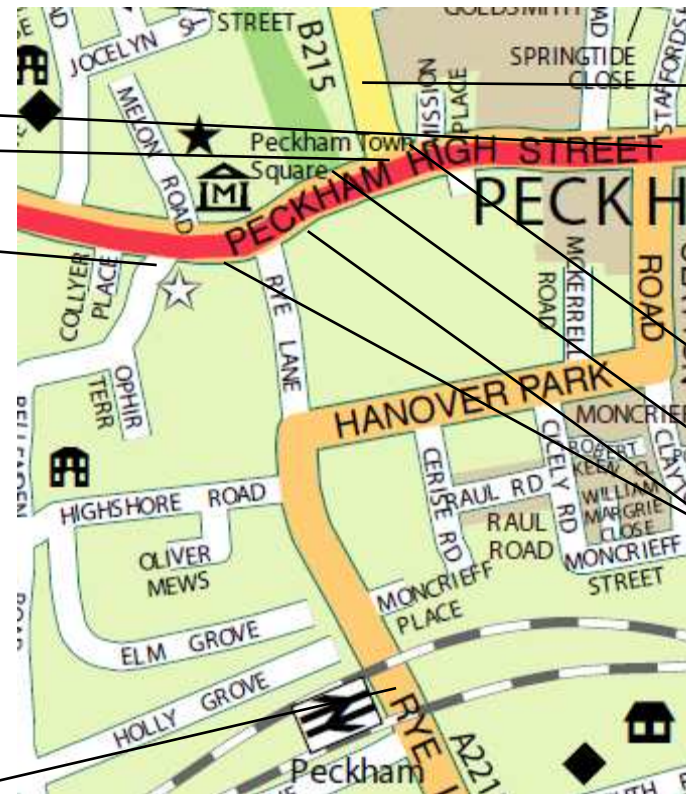 STREET
B215
GOLDSMITH
JOCELYN ST
SPRINGTIDE
CLOSE
MELON ROAD
MISSION
PLACE
Peckham Town
Square
M
PECKHAM HIGH STREET
PECKH
COLLYER
PLACE
RYE LANE
MCKERRELL
ROAD
ROAD
OPHIR
TERR
HANOVER PARK
CERISE RD
CICELY RD
RAUL RD
RAUL
ROAD
ROBERT
KEEN CL
WILLIAM
MARGRIE
CLOSE
MONCRIEFF
STREET
HIGHSHORE ROAD
OLIVER
MEWS
MONCRIEFF
PLACE
ELM GROVE
HOLLY GROVE
RYE
Peckham